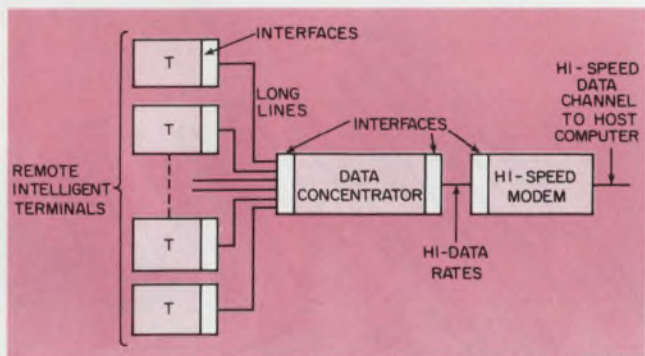 REMOTE
INTELLIGENT
TERMINALS
T
T
T
T
INTERFACES
LONG
LINES
INTERFACES
DATA
CONCENTRATOR
HI-DATA
RATES
HI-SPEED
MODEM
HI-SPEED
DATA
CHANNEL
TO HOST
COMPUTER